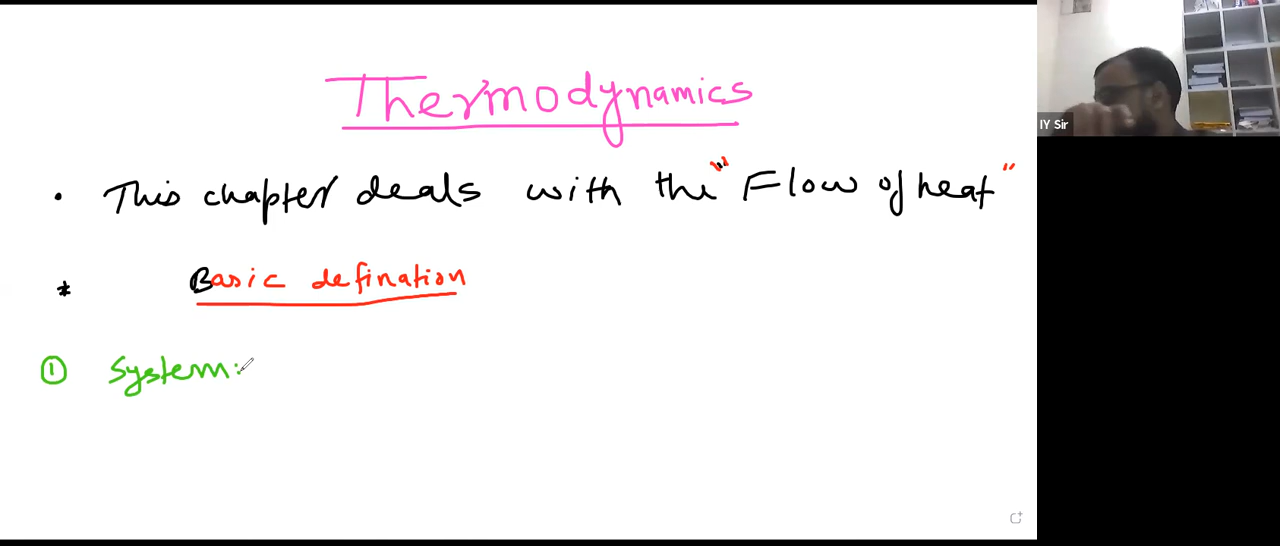 Thermodynamics
• This chapter deals with the "Flow of heat"
* Basic defination
① System:
IY Sir